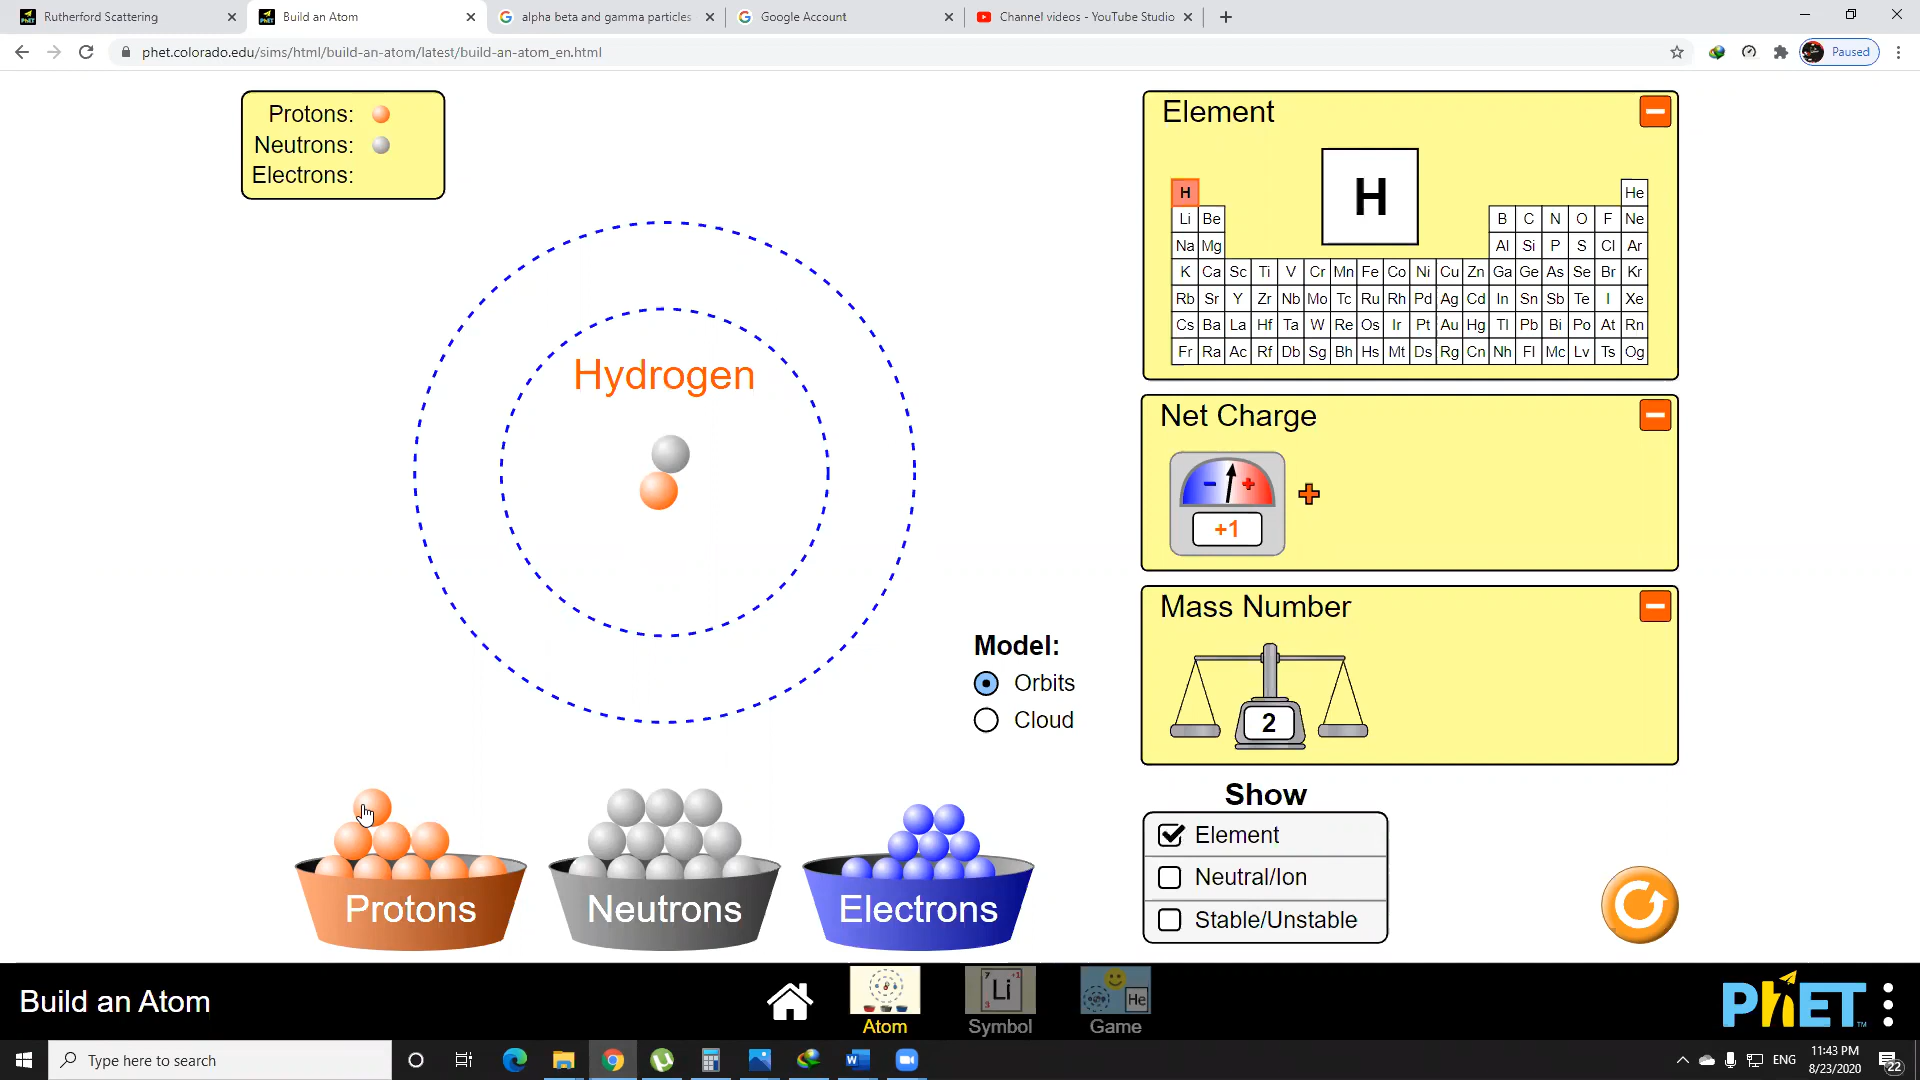 Rutherford Scattering
Build an Atom
alpha beta and gamma particles
Google Account
Channel videos - YouTube Studio
phet.colorado.edu/sims/html/build-an-atom/latest/build-an-atom_en.html
Paused
Protons:
Neutrons:
Electrons:
Hydrogen
Element
H
H He
Li Be B C N O F Ne
Na Mg Al Si P S Cl Ar
K Ca Sc Ti V Cr Mn Fe Co Ni Cu Zn Ga Ge As Se Br Kr
Rb Sr Y Zr Nb Mo Tc Ru Rh Pd Ag Cd In Sn Sb Te I Xe
Cs Ba La Hf Ta W Re Os Ir Pt Au Hg Tl Pb Bi Po At Rn
Fr Ra Ac Rf Db Sg Bh Hs Mt Ds Rg Cn Nh Fl Mc Lv Ts Og
Net Charge
- +
+1
+
Mass Number
2
Model:
Orbits
Cloud
Protons
Neutrons
Electrons
Show
Element
Neutral/Ion
Stable/Unstable
Build an Atom
Atom
7 +1
Li
3
Symbol
He
Game
PhET
TM
Type here to search
ENG
11:43 PM
8/23/2020
22